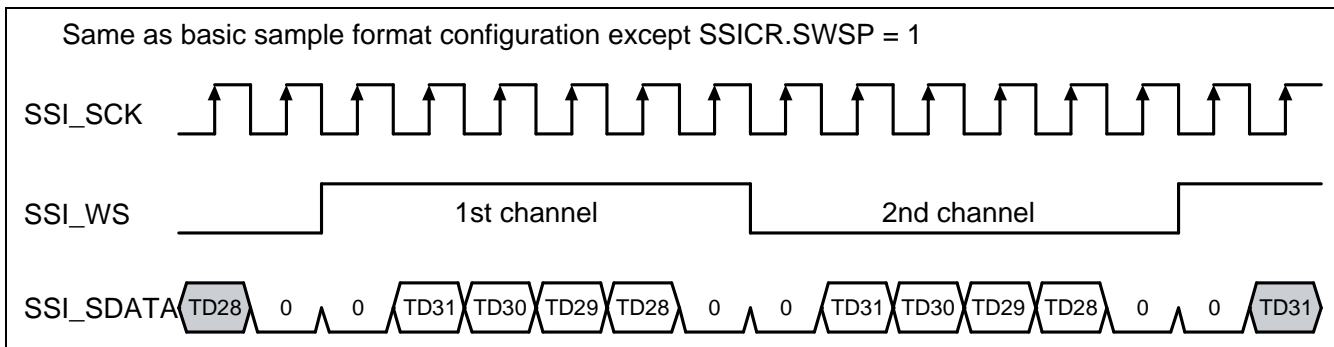 Same as basic sample format configuration except SSICR.SWSP = 1
SSI_SCK
SSI_WS 1st channel 2nd channel
SSI_SDATA TD28 0 0 TD31 TD30 TD29 TD28 0 0 TD31 TD30 TD29 TD28 0 0 TD31